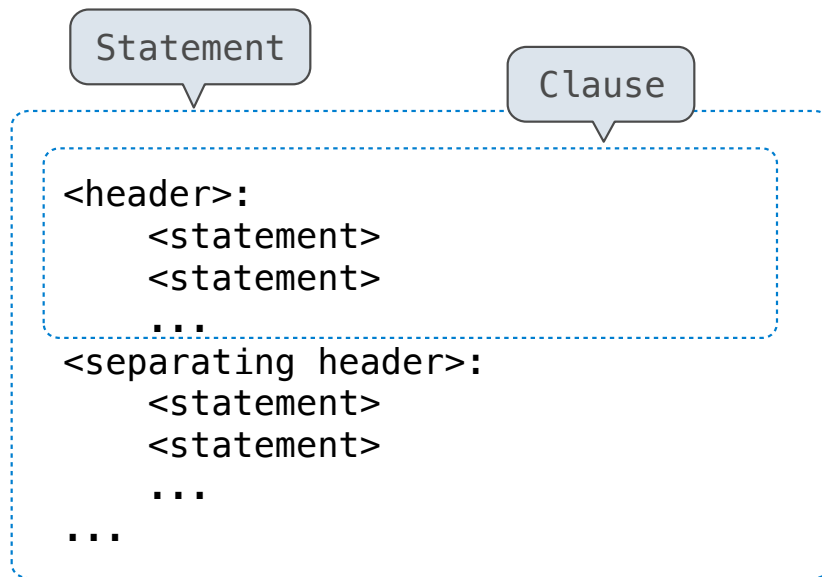 Statement
Clause
<header>:
    <statement>
    <statement>
    ...
<separating header>:
    <statement>
    <statement>
    ...
...